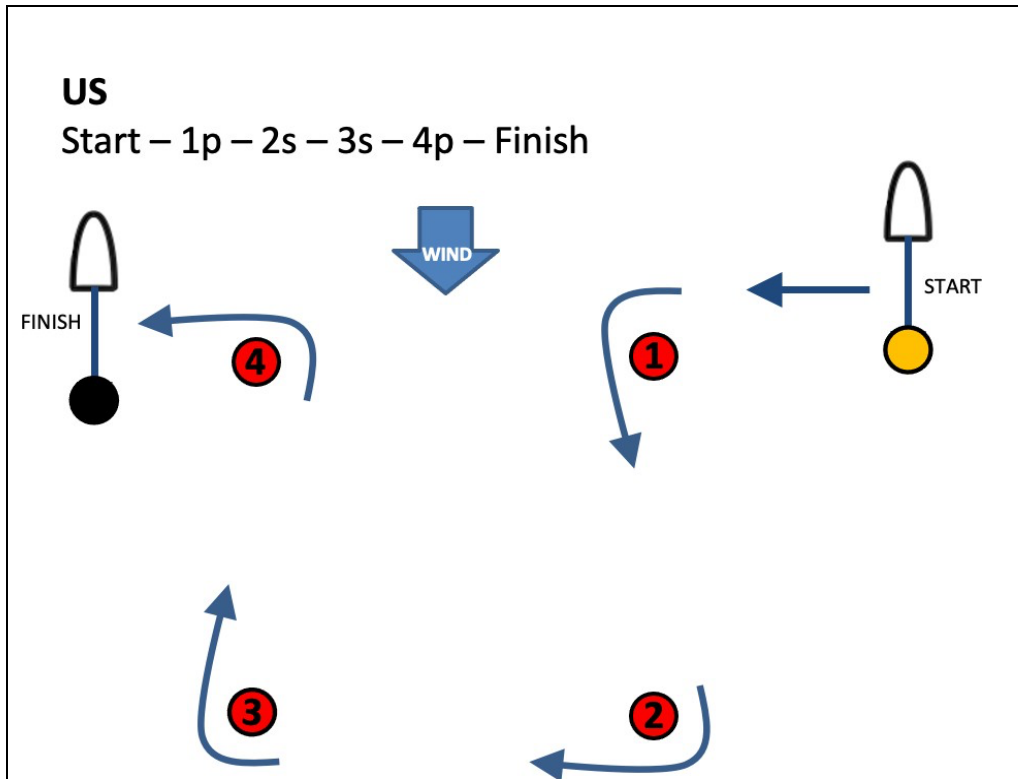 US
Start – 1p – 2s – 3s – 4p – Finish
WIND
START
FINISH
4
1
3
2